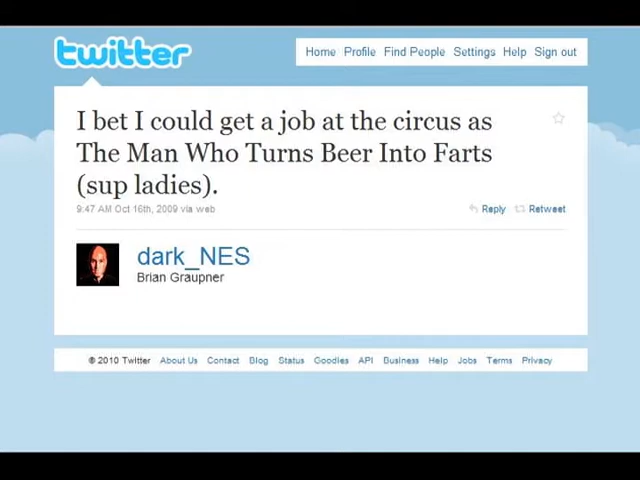 twitter
Home Profile Find People Settings Help Sign out
I bet I could get a job at the circus as
The Man Who Turns Beer Into Farts
(sup ladies).
9:47 AM Oct 16th, 2009 via web
Reply Retweet
dark_NES
Brian Graupner
© 2010 Twitter About Us Contact Blog Status Goodies API Business Help Jobs Terms Privacy